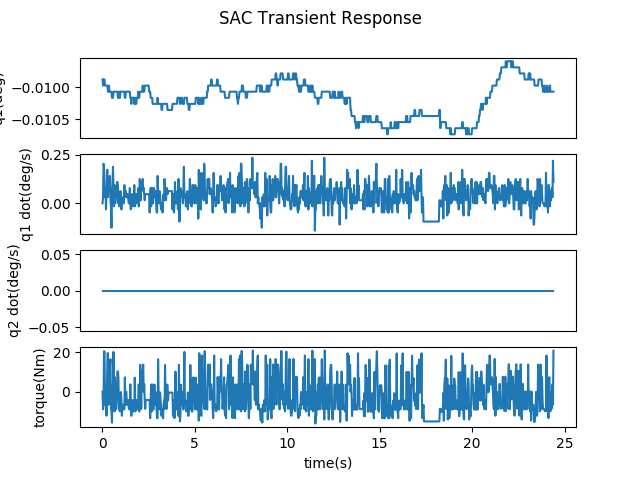 SAC Transient Response
−0.0100
−0.0105
0.25
0.00
q1 dot(deg/s)
0.05
0.00
−0.05
q2 dot(deg/s)
20
0
torque(Nm)
0 5 10 15 20 25
time(s)